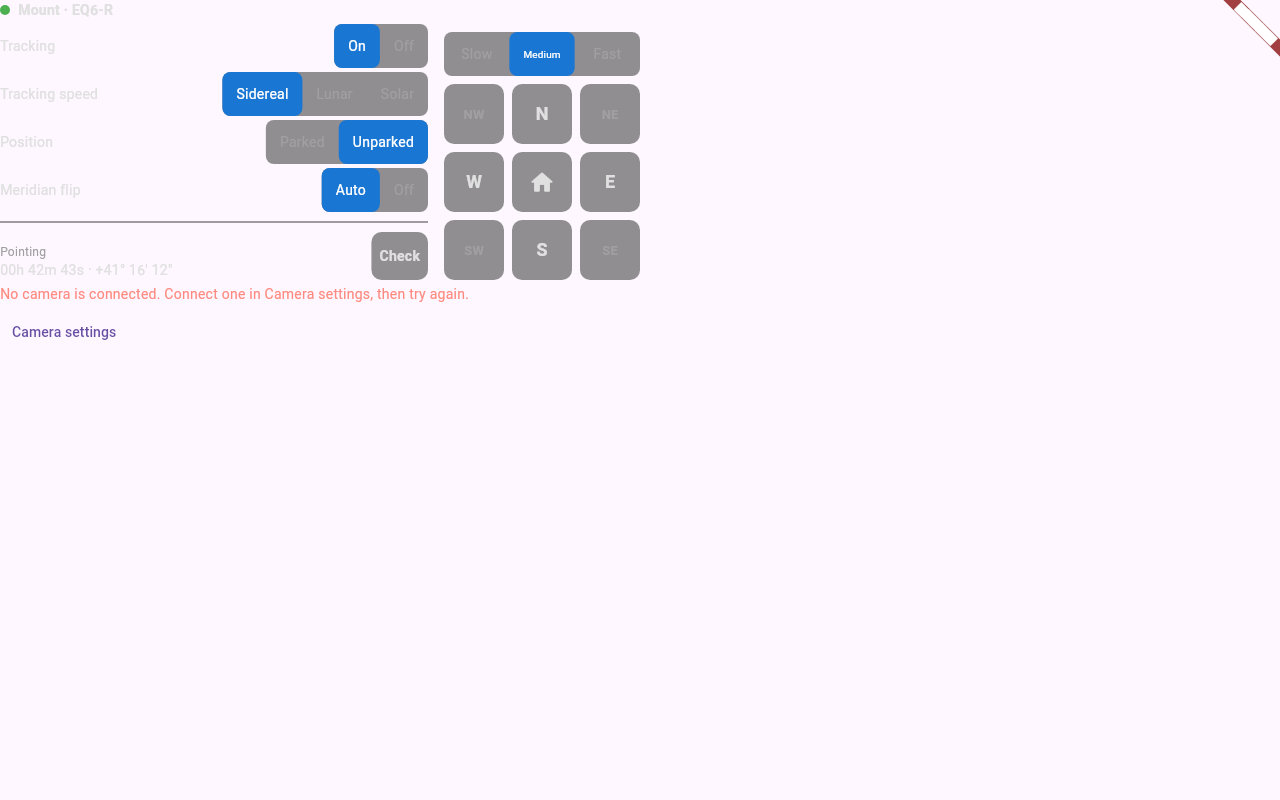 Mount · EQ6-R
Tracking
On Off
Tracking speed
Sidereal Lunar Solar
Position
Parked Unparked
Meridian flip
Auto Off
Pointing
00h 42m 43s · +41° 16' 12"
Check
Slow Medium Fast
NW N NE
W E
SW S SE
No camera is connected. Connect one in Camera settings, then try again.
Camera settings